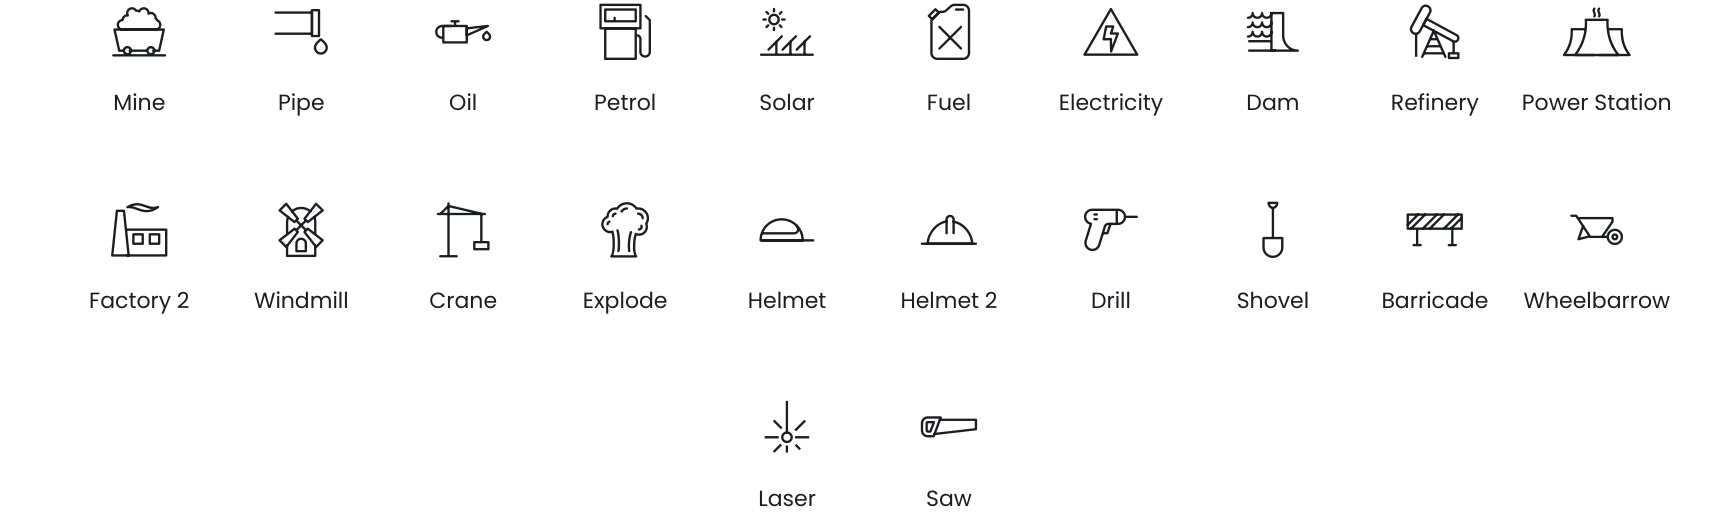 Mine Pipe Oil Petrol Solar Fuel Electricity Dam Refinery Power Station
Factory 2 Windmill Crane Explode Helmet Helmet 2 Drill Shovel Barricade Wheelbarrow
Laser Saw